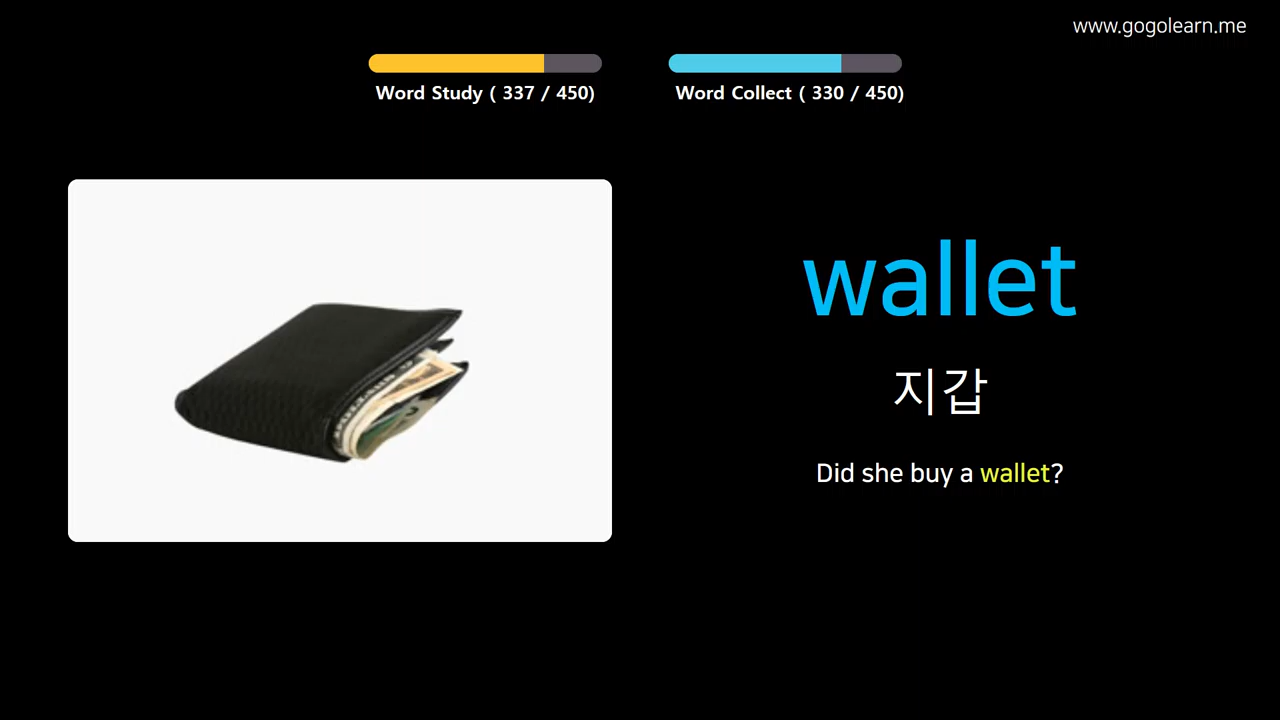 www.gogolearn.me
Word Study ( 337 / 450)
Word Collect ( 330 / 450)
wallet
지갑
Did she buy a wallet?